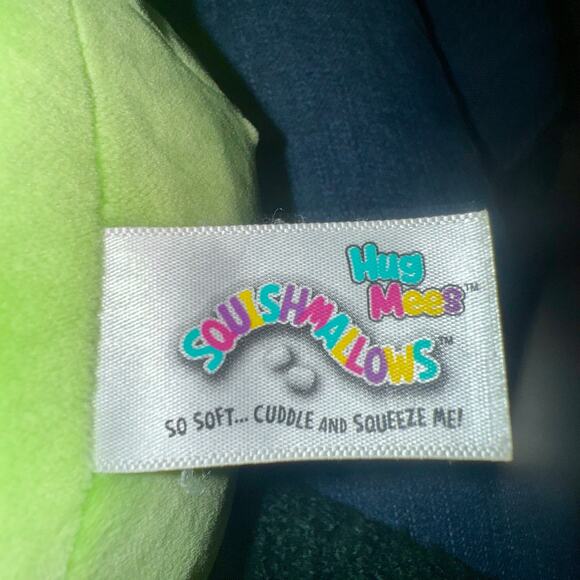 Hug
Mees™
SQUISHMALLOWS™
SO SOFT... CUDDLE AND SQUEEZE ME!